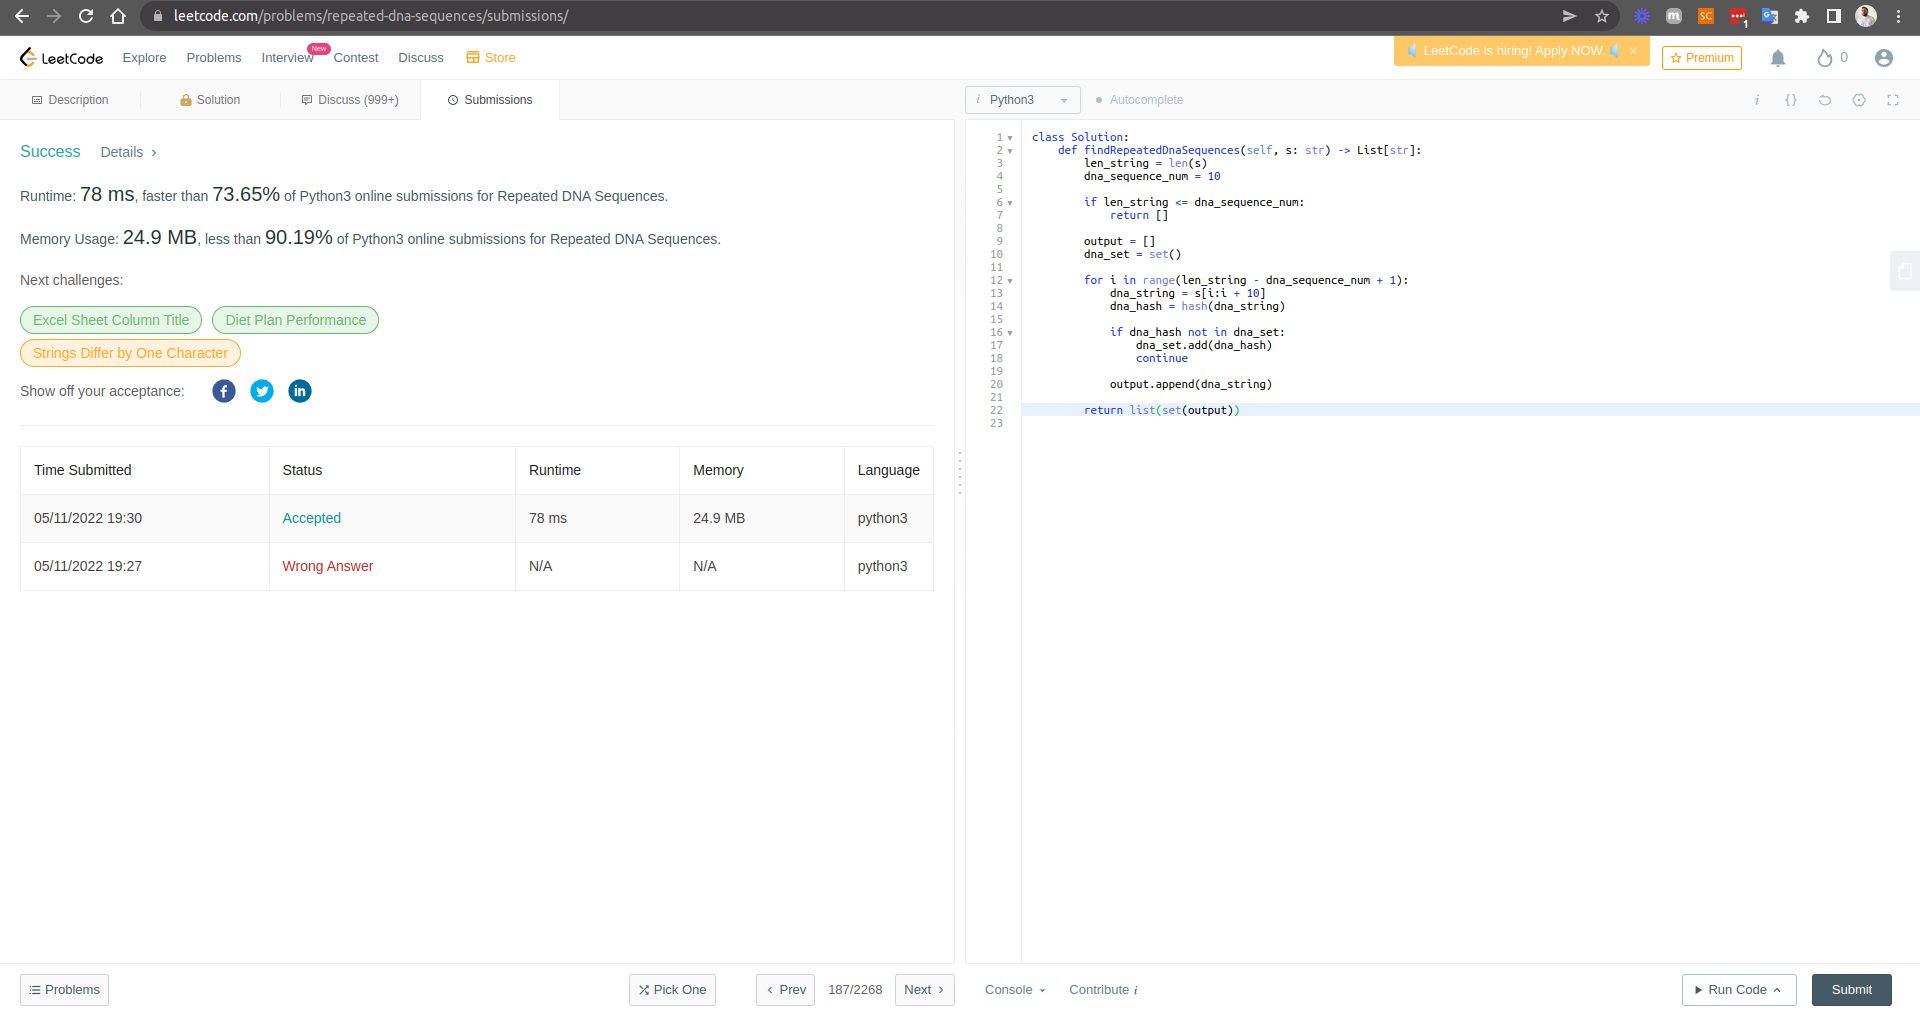 leetcode.com/problems/repeated-dna-sequences/submissions/
LeetCode Explore Problems Interview New Contest Discuss Store
LeetCode is hiring! Apply NOW. Premium 0
Description Solution Discuss (999+) Submissions
Success Details
Runtime: 78 ms, faster than 73.65% of Python3 online submissions for Repeated DNA Sequences.
Memory Usage: 24.9 MB, less than 90.19% of Python3 online submissions for Repeated DNA Sequences.
Next challenges:
Excel Sheet Column Title Diet Plan Performance
Strings Differ by One Character
Show off your acceptance:
Time Submitted Status Runtime Memory Language
05/11/2022 19:30 Accepted 78 ms 24.9 MB python3
05/11/2022 19:27 Wrong Answer N/A N/A python3
Problems Pick One Prev 187/2268 Next
i Python3 Autocomplete i {}
1 class Solution:
2 def findRepeatedDnaSequences(self, s: str) -> List[str]:
3 len_string = len(s)
4 dna_sequence_num = 10
5
6 if len_string <= dna_sequence_num:
7 return []
8
9 output = []
10 dna_set = set()
11
12 for i in range(len_string - dna_sequence_num + 1):
13 dna_string = s[i:i + 10]
14 dna_hash = hash(dna_string)
15
16 if dna_hash not in dna_set:
17 dna_set.add(dna_hash)
18 continue
19
20 output.append(dna_string)
21
22 return list(set(output))
23
Console Contribute i Run Code Submit